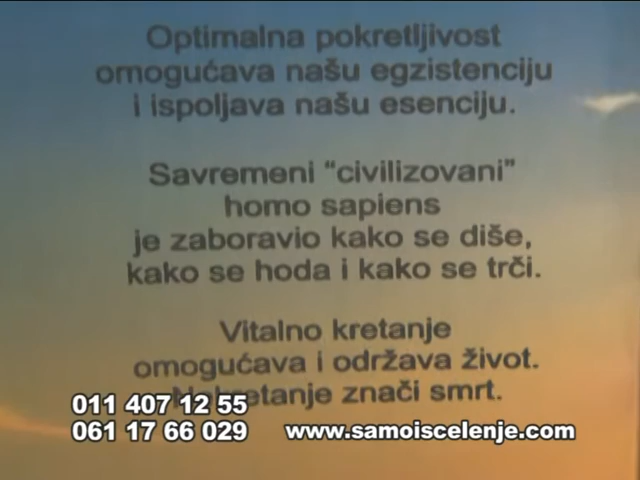 Optimalna pokretljivost
omogućava našu egzistenciju
i ispoljava našu esenciju.
Savremeni “civilizovani”
homo sapiens
je zaboravio kako se diše,
kako se hoda i kako se trči.
Vitalno kretanje
omogućava i održava život.
Nekretanje znači smrt.
011 407 12 55
061 17 66 029 www.samoiscelenje.com